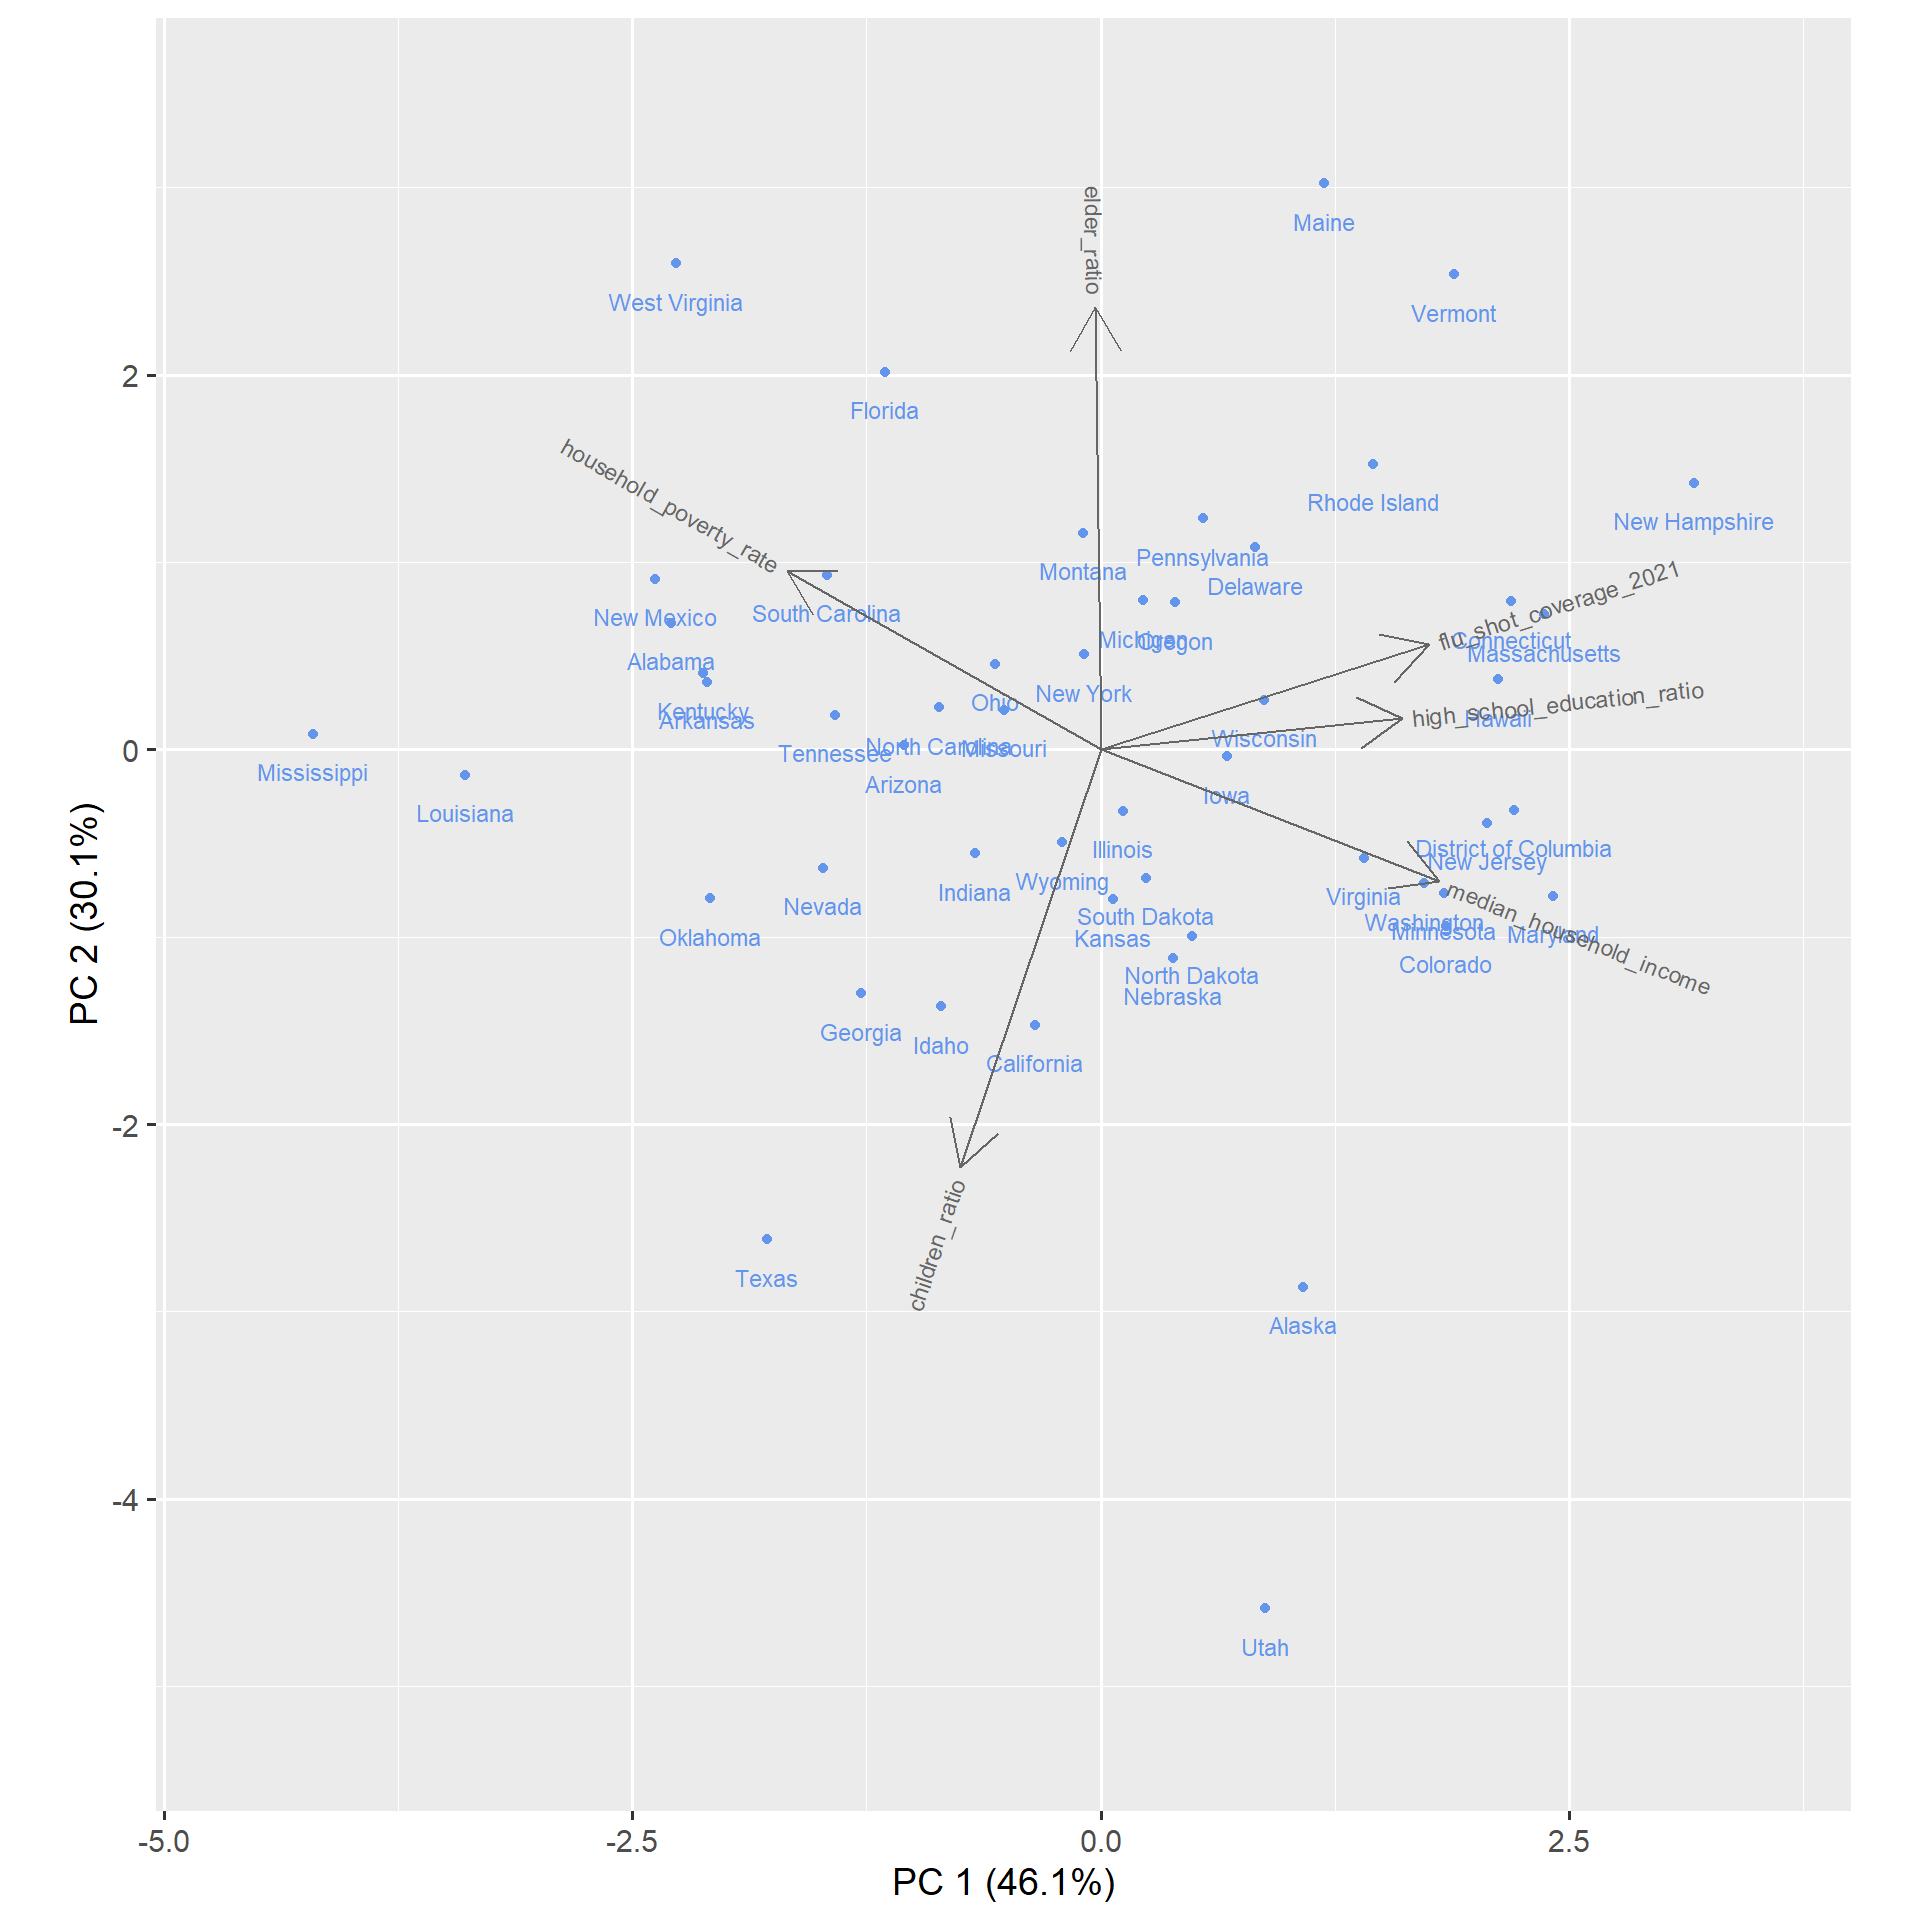 elder_ratio
Maine
West Virginia
Vermont
2
Florida
household_poverty_rate
Rhode Island
New Hampshire
Pennsylvania
Montana
Delaware
flu_shot_coverage_2021
New Mexico
South Carolina
Michigan
Oregon
Connecticut
Massachusetts
Alabama
New York
high_school_education_ratio
Ohio
Kentucky
Arkansas
Hawaii
Wisconsin
0
Tennessee
North Carolina
Missouri
Mississippi
Arizona
Iowa
Louisiana
Illinois
District of Columbia
New Jersey
PC 2 (30.1%)
Wyoming
Indiana
Virginia
Nevada
median_household_income
South Dakota
Washington
Minnesota
Maryland
Oklahoma
Kansas
Colorado
North Dakota
Nebraska
Georgia
Idaho
California
-2
children_ratio
Texas
Alaska
-4
Utah
-5.0
-2.5
0.0
2.5
PC 1 (46.1%)